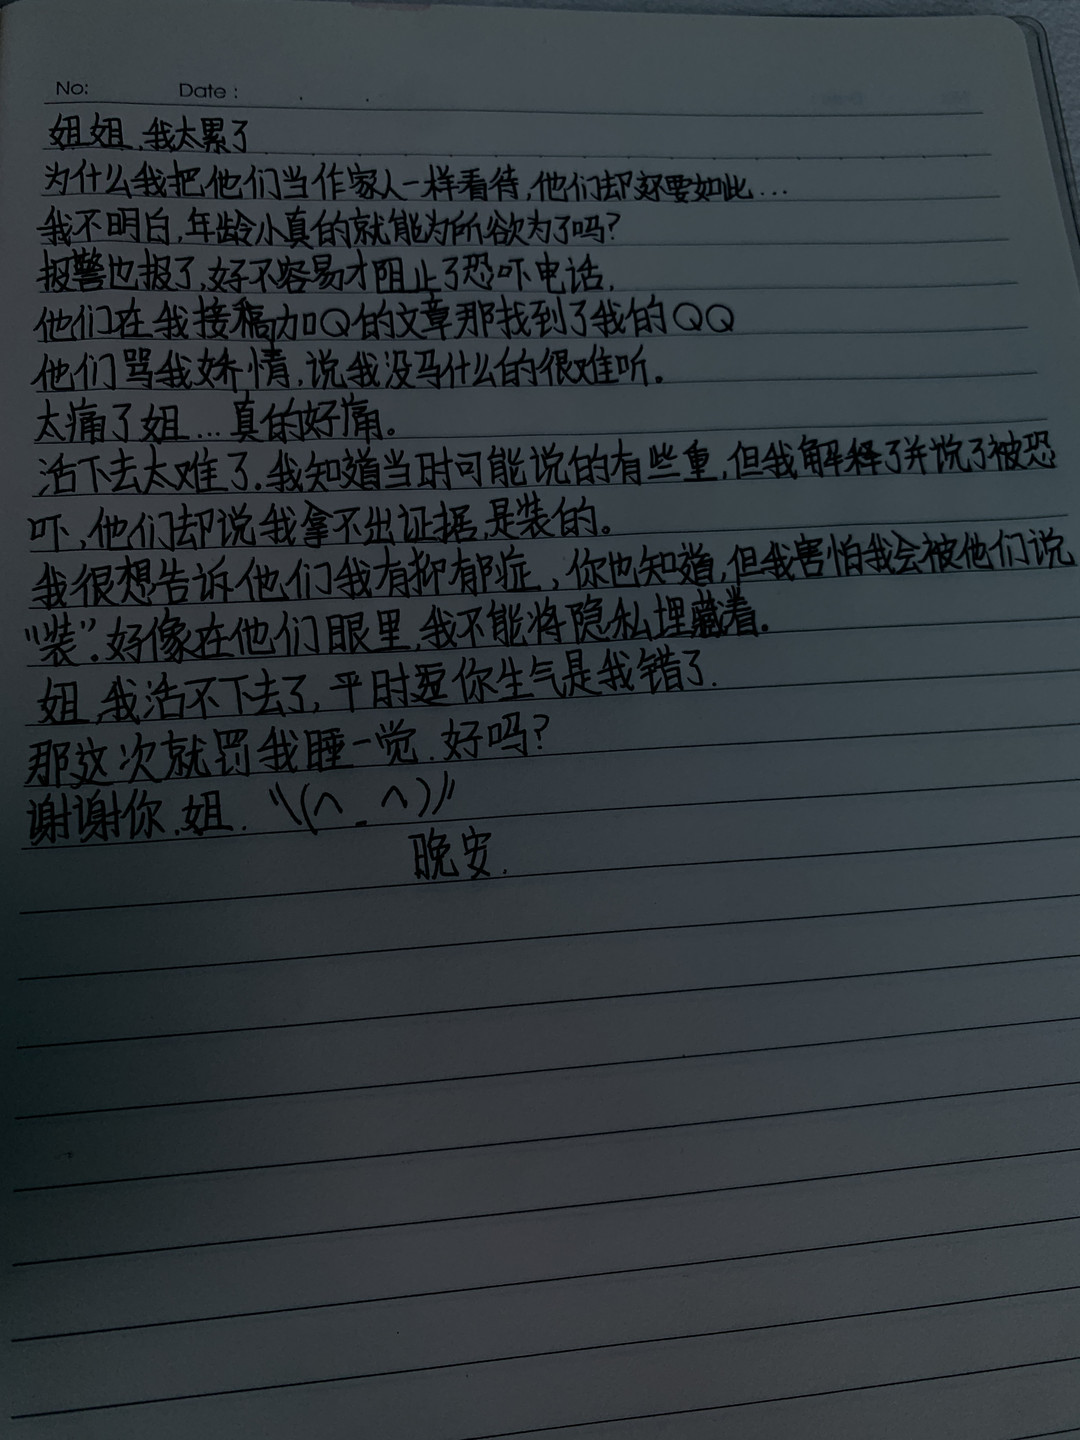 No:    Date:
姐姐,我太累了
为什么我把他们当作家人一样看待,他们却还要如此...
我不明白,年龄小真的就能为所欲为了吗?
报警也报了,好不容易才阻止了恐吓电话,
他们在我接稿加Q的文章那找到了我的QQ
他们骂我娇情,说我没马什么的很难听。
太痛了姐...真的好痛。
活下去太难了.我知道当时可能说的有些重,但我解释了并说了被恐
吓,他们却说我拿不出证据,是装的。
我很想告诉他们我有抑郁症,你也知道,但我害怕我会被他们说
“装”.好像在他们眼里,我不能将隐私埋藏着.
姐,我活不下去了,平时惹你生气是我错了.
那这次就罚我睡一觉.好吗?
谢谢你.姐. \\(^_^)//
晚安.